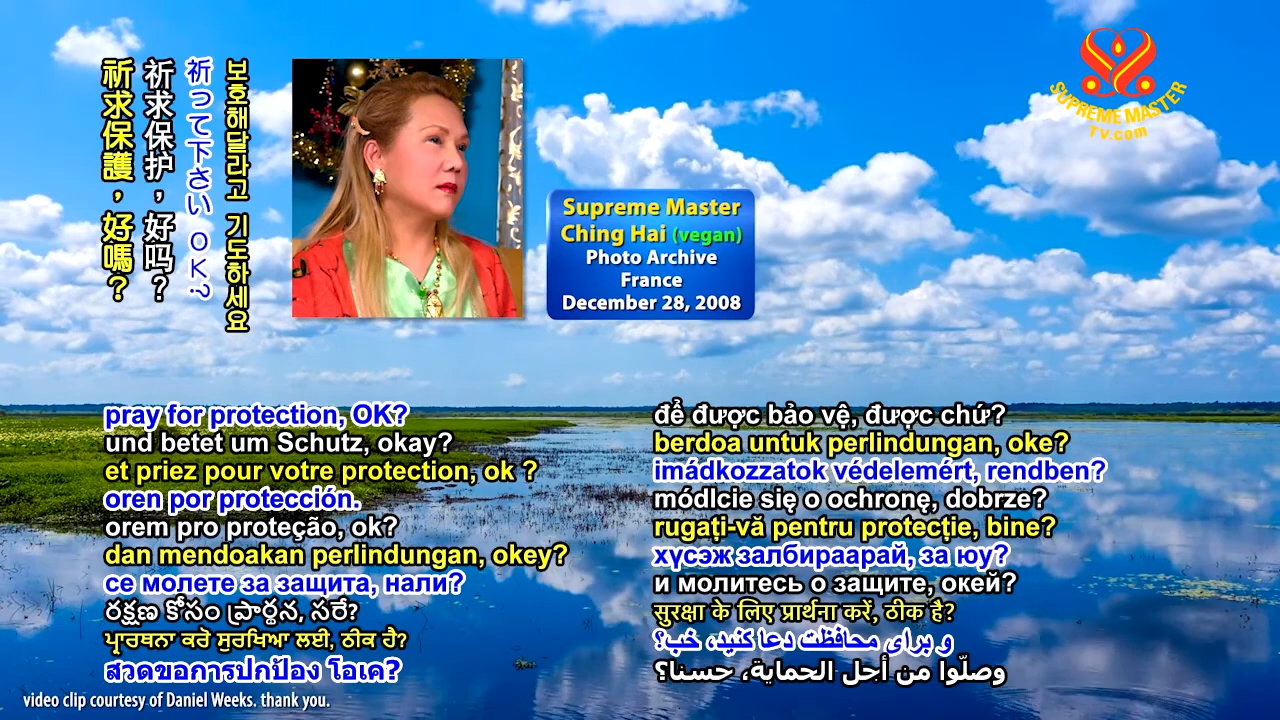 祈求保護，好嗎？
祈求保护，好吗？
祈って下さい OK？
보호해달라고 기도하세요
SUPREME MASTER
TV.com
Supreme Master
Ching Hai (vegan)
Photo Archive
France
December 28, 2008
pray for protection, OK?
und betet um Schutz, okay?
et priez pour votre protection, ok ?
oren por protección.
orem pro proteção, ok?
dan mendoakan perlindungan, okey?
се молете за защита, нали?
రక్షణ కోసం ప్రార్థన, సరే?
ਪ੍ਰਾਰਥਨਾ ਕਰੋ ਸੁਰਖਿਆ ਲਈ, ਠੀਕ ਹੈ?
สวดขอการปกป้อง โอเค?
để được bảo vệ, được chứ?
berdoa untuk perlindungan, oke?
imádkozzatok védelemért, rendben?
módlcie się o ochronę, dobrze?
rugați-vă pentru protecție, bine?
хүсэж залбираарай, за юу?
и молитесь о защите, окей?
सुरक्षा के लिए प्रार्थना करें, ठीक है?
و برای محافظت دعا کنید، خب؟
وصلّوا من أجل الحماية، حسنا؟
video clip courtesy of Daniel Weeks. thank you.